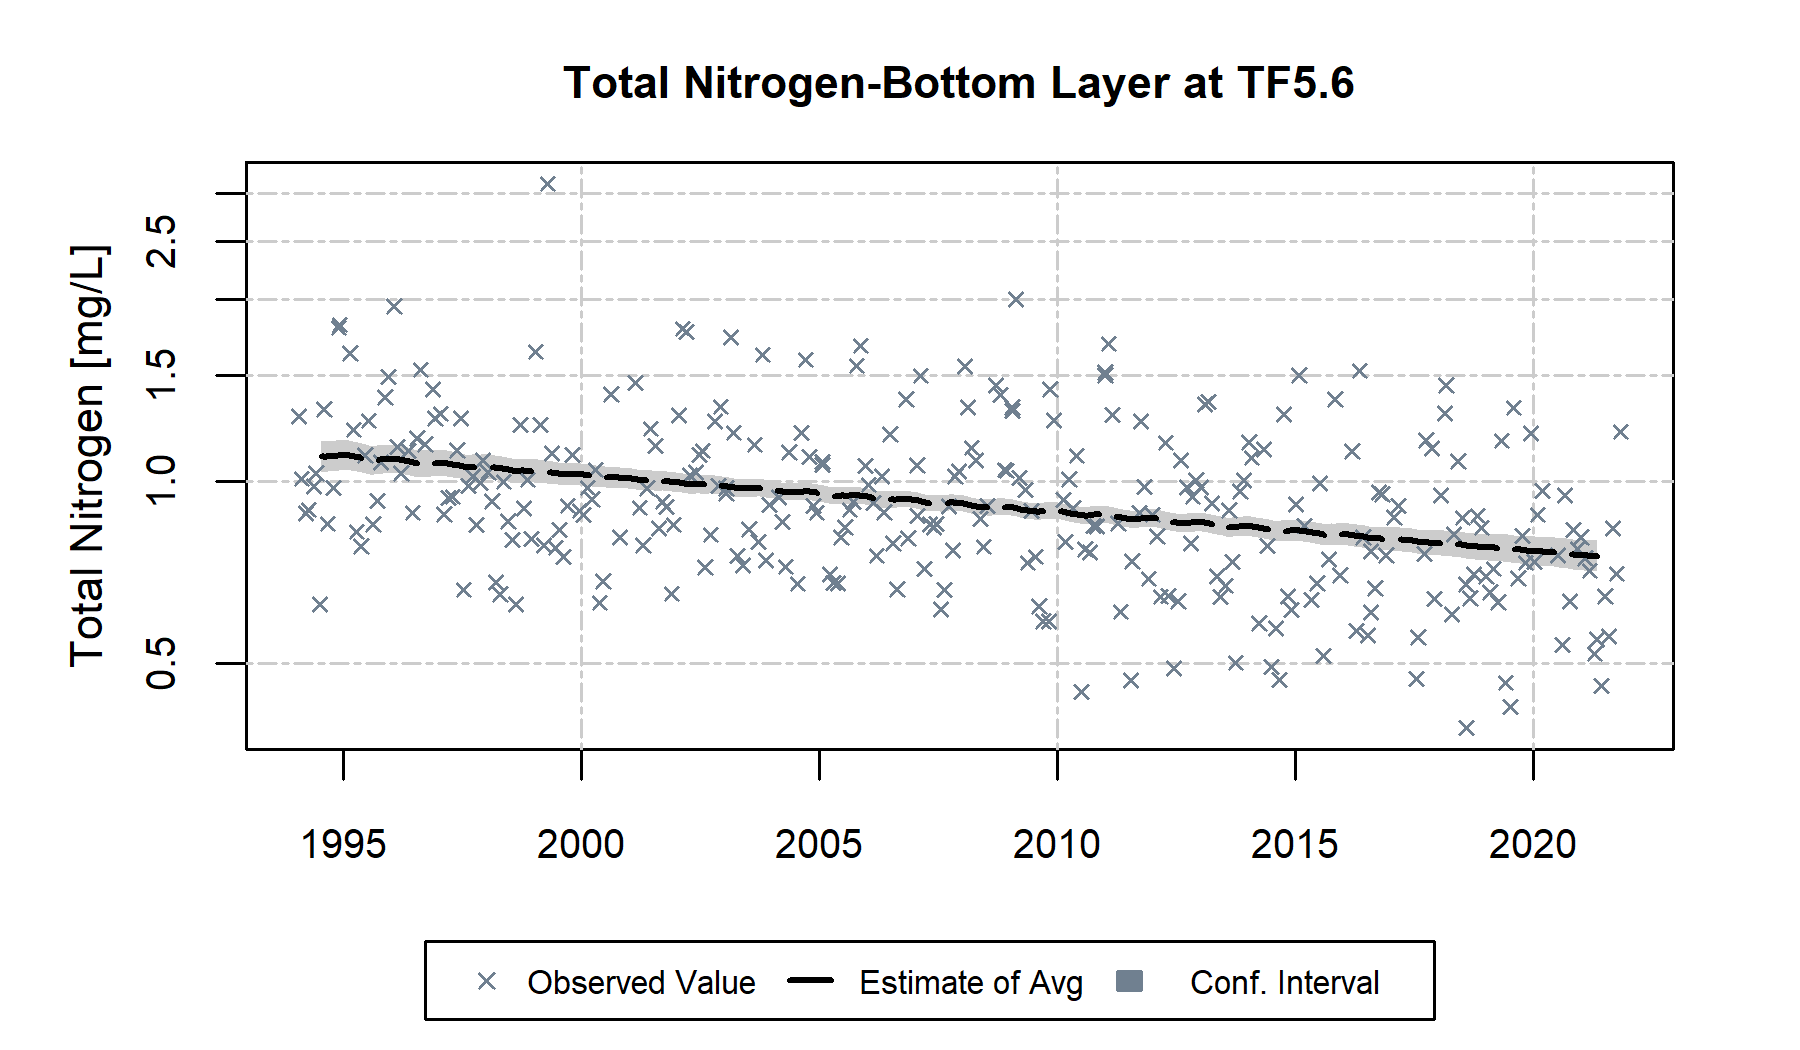 Total Nitrogen-Bottom Layer at TF5.6
Total Nitrogen [mg/L]
2.5
1.5
1.0
0.5
1995 2000 2005 2010 2015 2020
Observed Value Estimate of Avg Conf. Interval